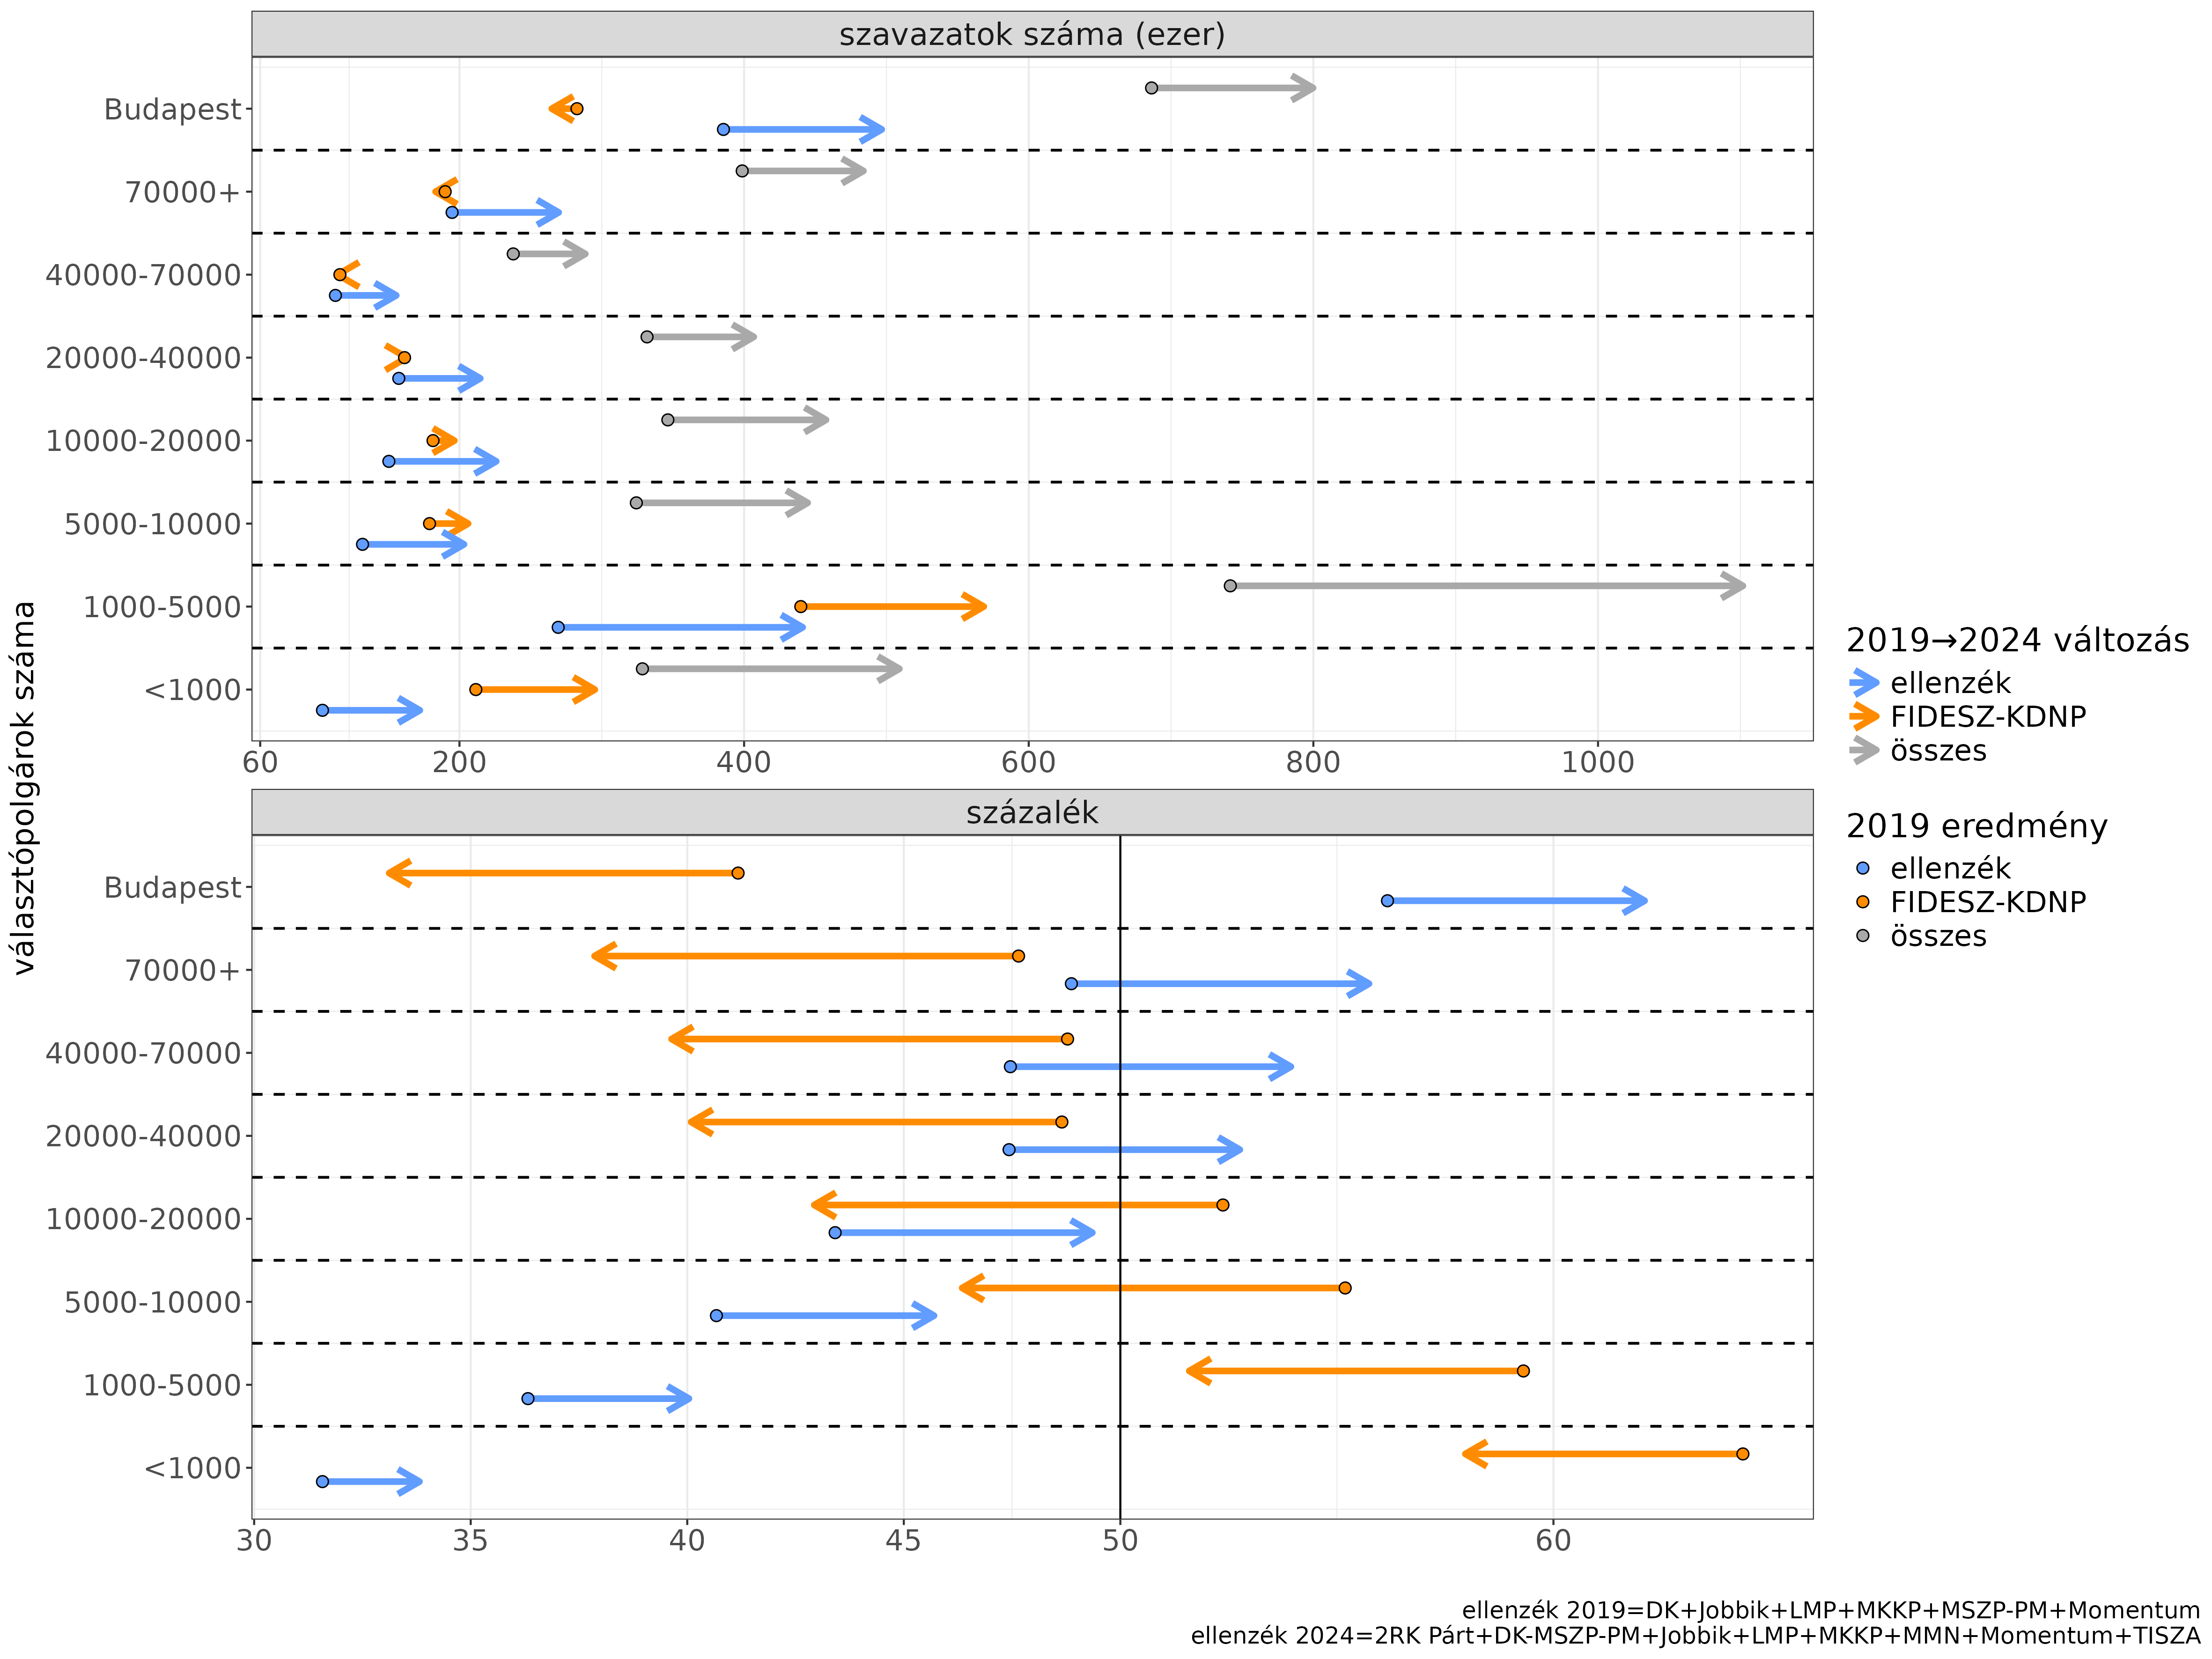 szavazatok száma (ezer)
Budapest
70000+
40000-70000
20000-40000
10000-20000
5000-10000
1000-5000
<1000
60 200 400 600 800 1000
százalék
Budapest
70000+
40000-70000
20000-40000
10000-20000
5000-10000
1000-5000
<1000
30 35 40 45 50 60
választópolgárok száma
2019→2024 változás
ellenzék
FIDESZ-KDNP
összes
2019 eredmény
ellenzék
FIDESZ-KDNP
összes
ellenzék 2019=DK+Jobbik+LMP+MKKP+MSZP-PM+Momentum
ellenzék 2024=2RK Párt+DK-MSZP-PM+Jobbik+LMP+MKKP+MMN+Momentum+TISZA